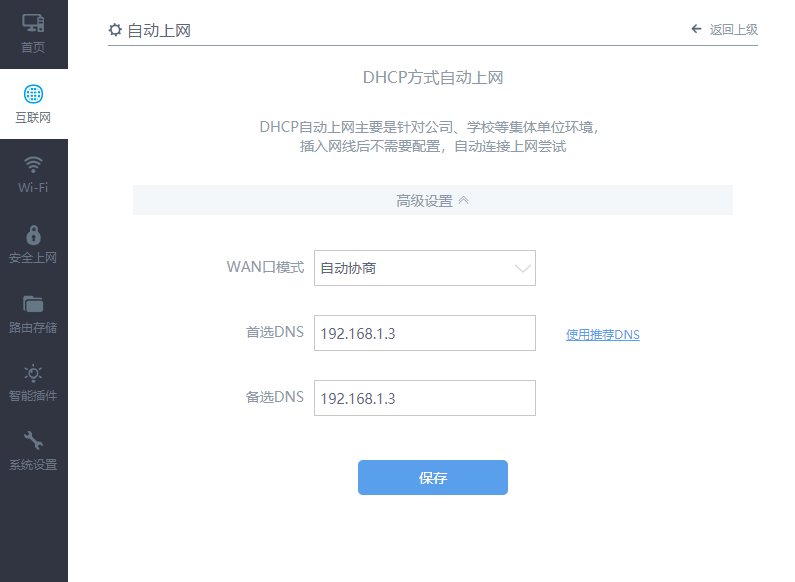 首页
互联网
Wi-Fi
安全上网
路由存储
智能插件
系统设置
自动上网
返回上级
DHCP方式自动上网
DHCP自动上网主要是针对公司、学校等集体单位环境，
插入网线后不需要配置，自动连接上网尝试
高级设置
WAN口模式 自动协商
首选DNS 192.168.1.3 使用推荐DNS
备选DNS 192.168.1.3
保存